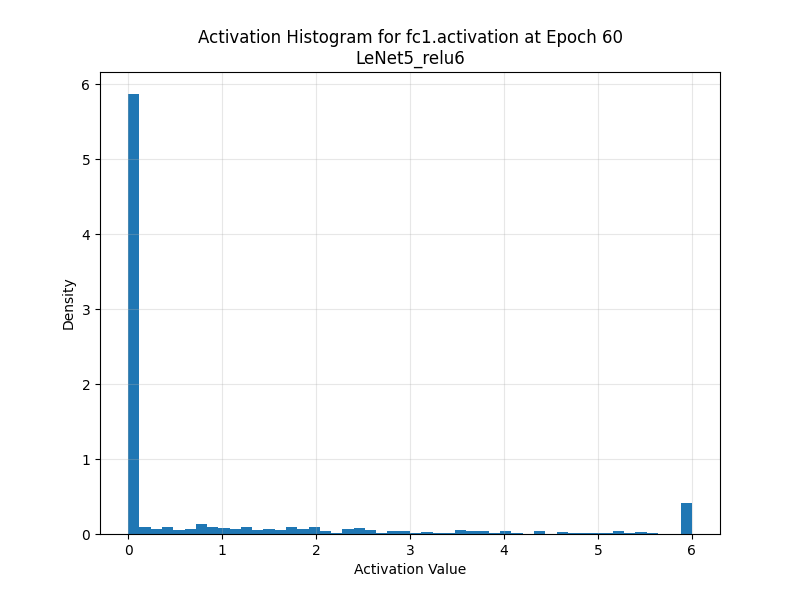 Activation Histogram for fc1.activation at Epoch 60
LeNet5_relu6
6
5
4
3
2
1
0
Density
0 1 2 3 4 5 6
Activation Value